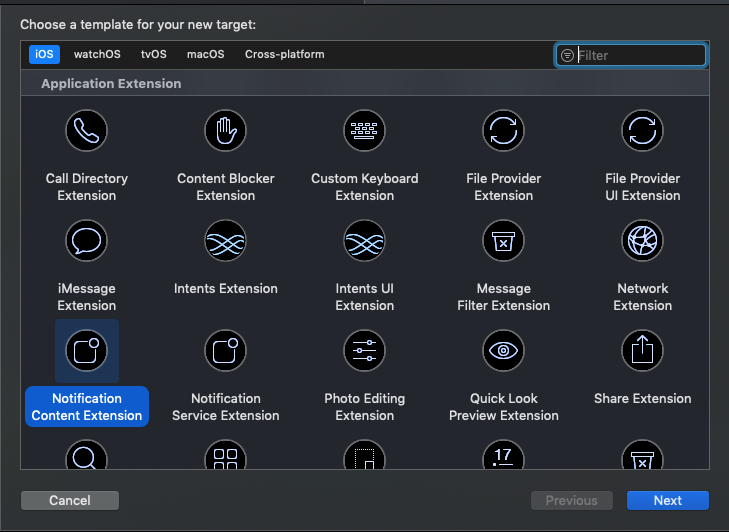 Choose a template for your new target:
iOS watchOS tvOS macOS Cross-platform Filter
Application Extension
Call Directory Extension
Content Blocker Extension
Custom Keyboard Extension
File Provider Extension
File Provider UI Extension
iMessage Extension
Intents Extension
Intents UI Extension
Message Filter Extension
Network Extension
Notification Content Extension
Notification Service Extension
Photo Editing Extension
Quick Look Preview Extension
Share Extension
17
Cancel Previous Next